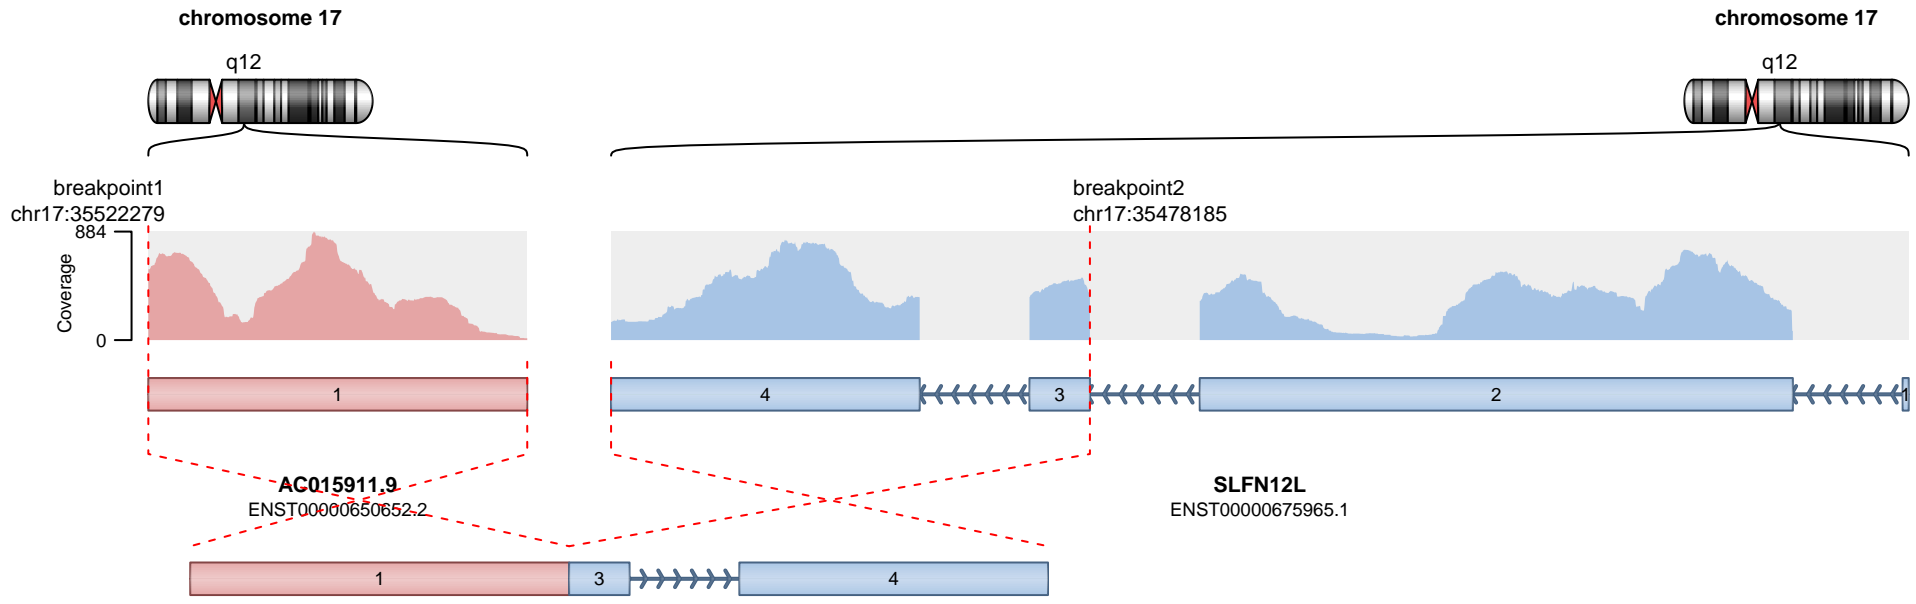 chromosome 17
chromosome 17
q12
q12
breakpoint1
chr17:35522279
breakpoint2
chr17:35478185
884
Coverage
0
1
4
3
2
1
AC015911.9
ENST00000650652.2
SLFN12L
ENST00000675965.1
1
3
4